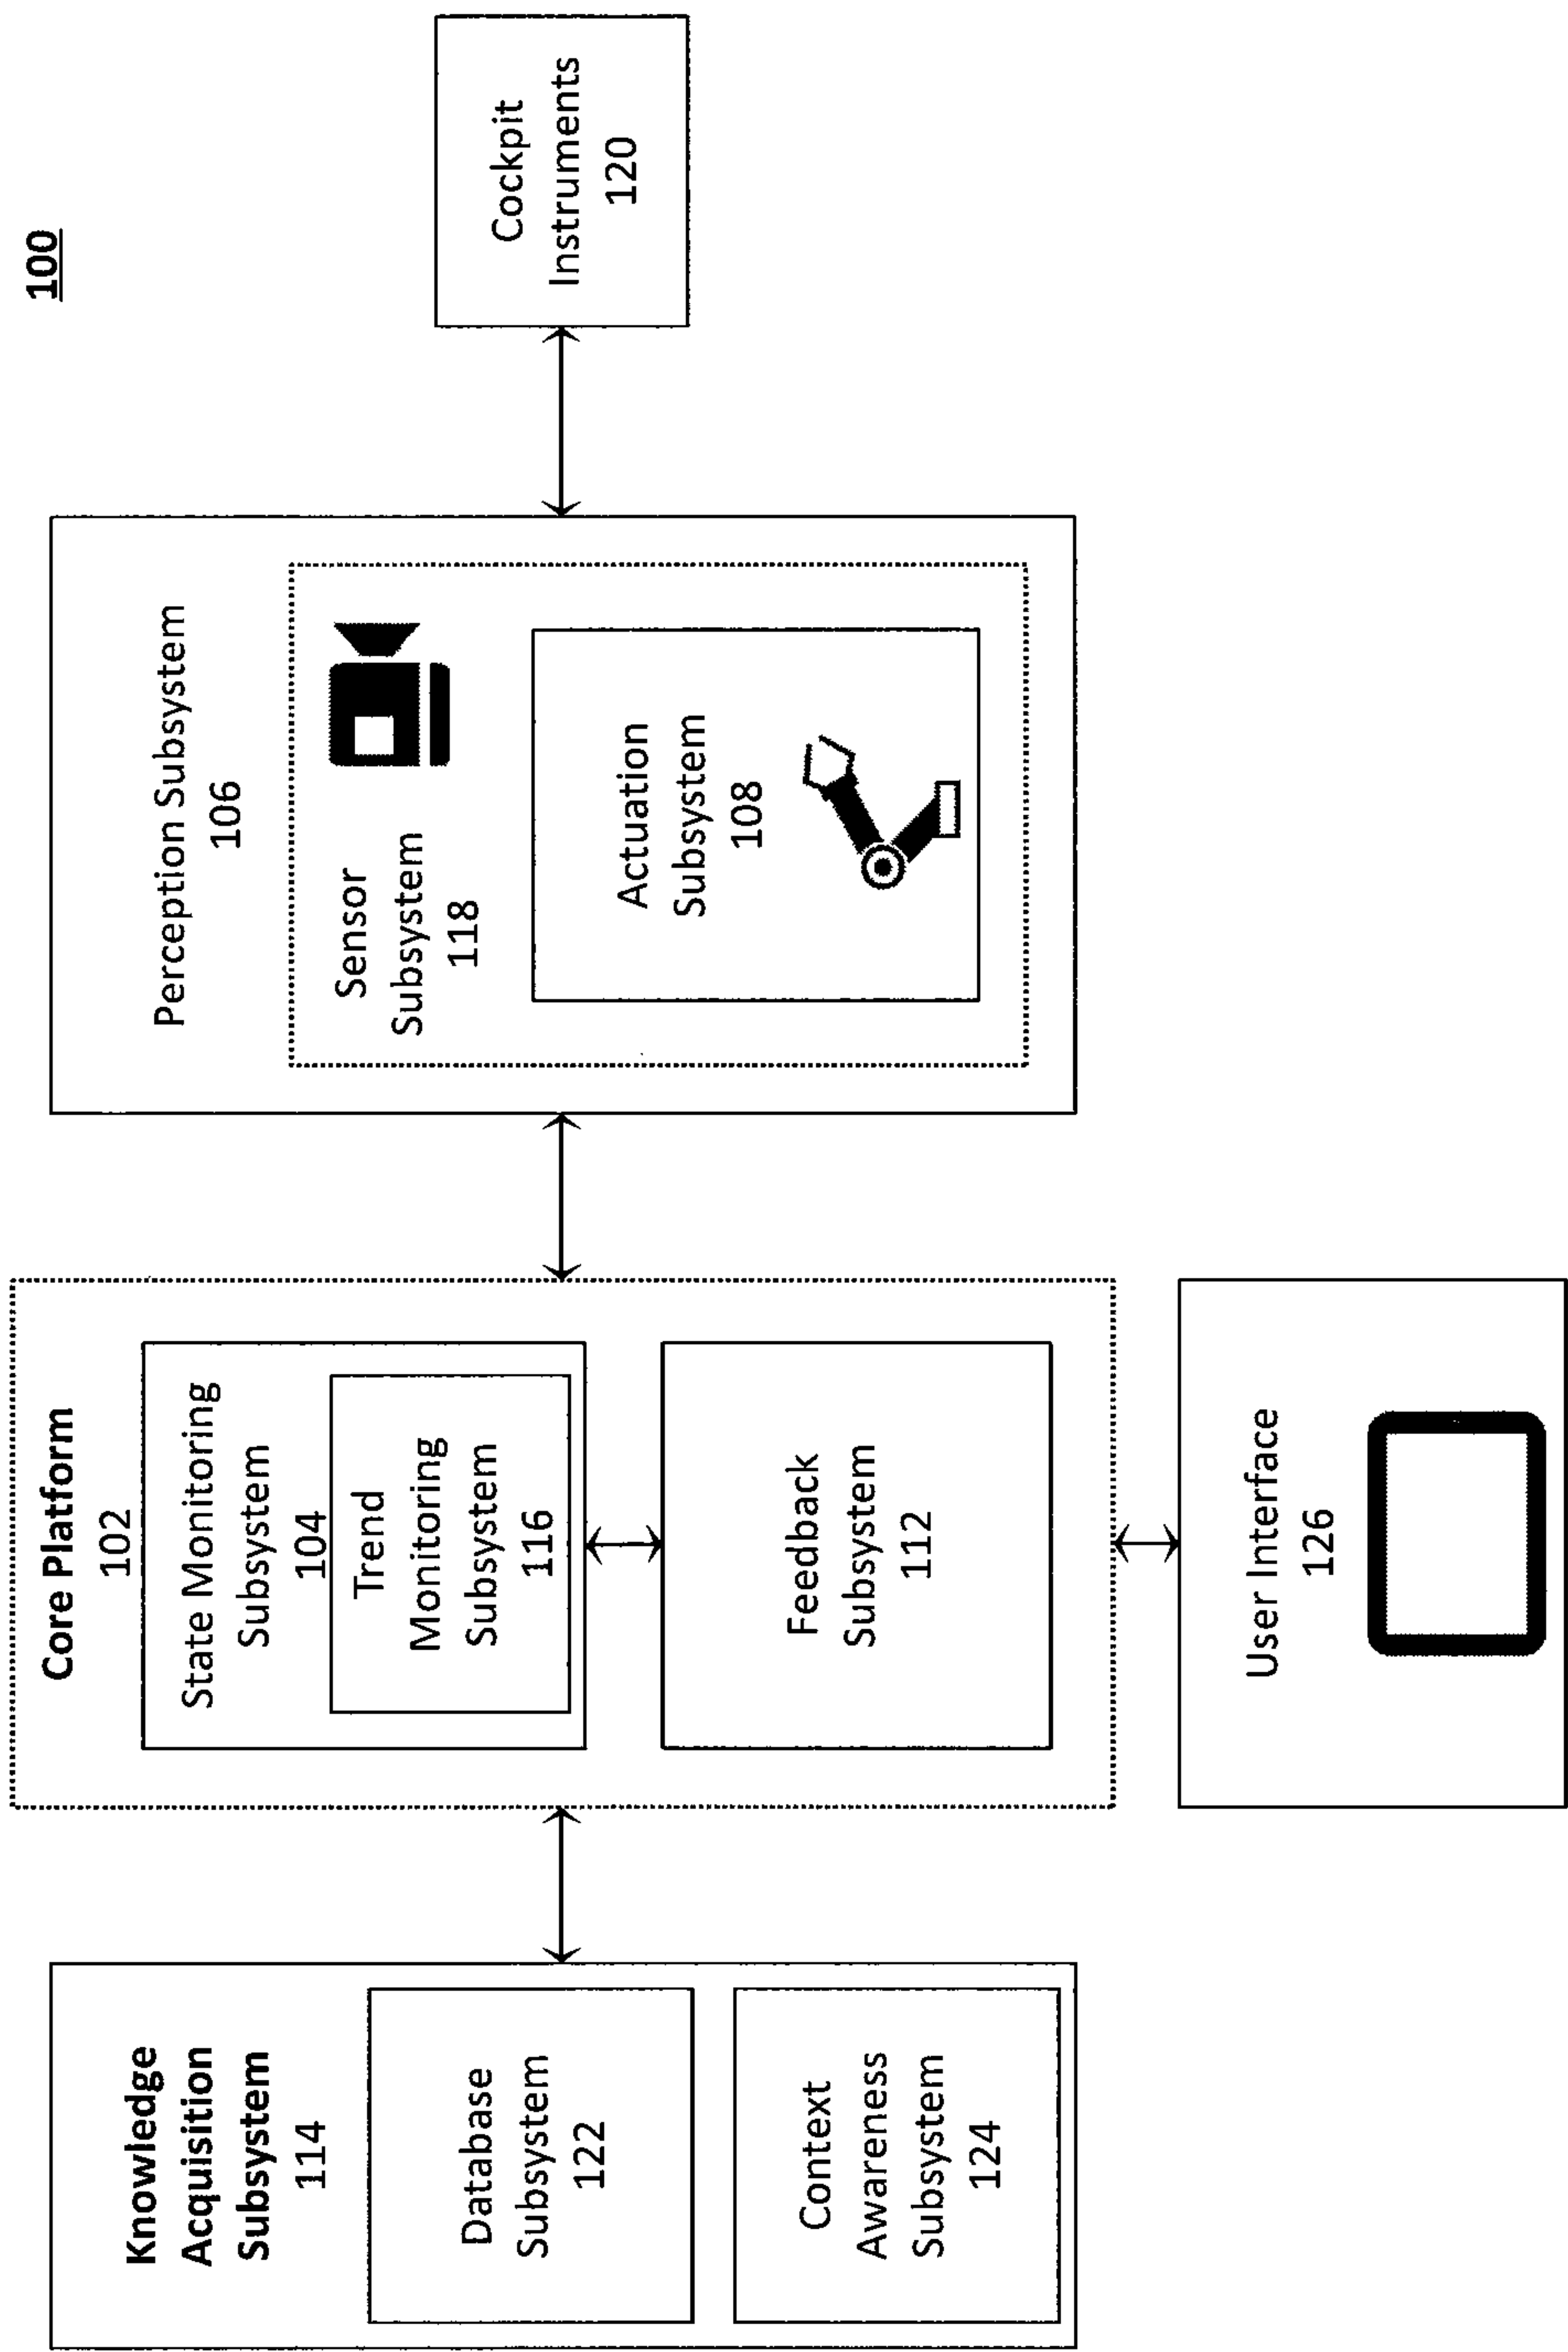 100
Knowledge
Acquisition
Subsystem
114
Database
Subsystem
122
Context
Awareness
Subsystem
124
Core Platform
102
State Monitoring
Subsystem
104
Trend
Monitoring
Subsystem
116
Feedback
Subsystem
112
User Interface
126
Perception Subsystem
106
Sensor
Subsystem
118
Actuation
Subsystem
108
Cockpit
Instruments
120